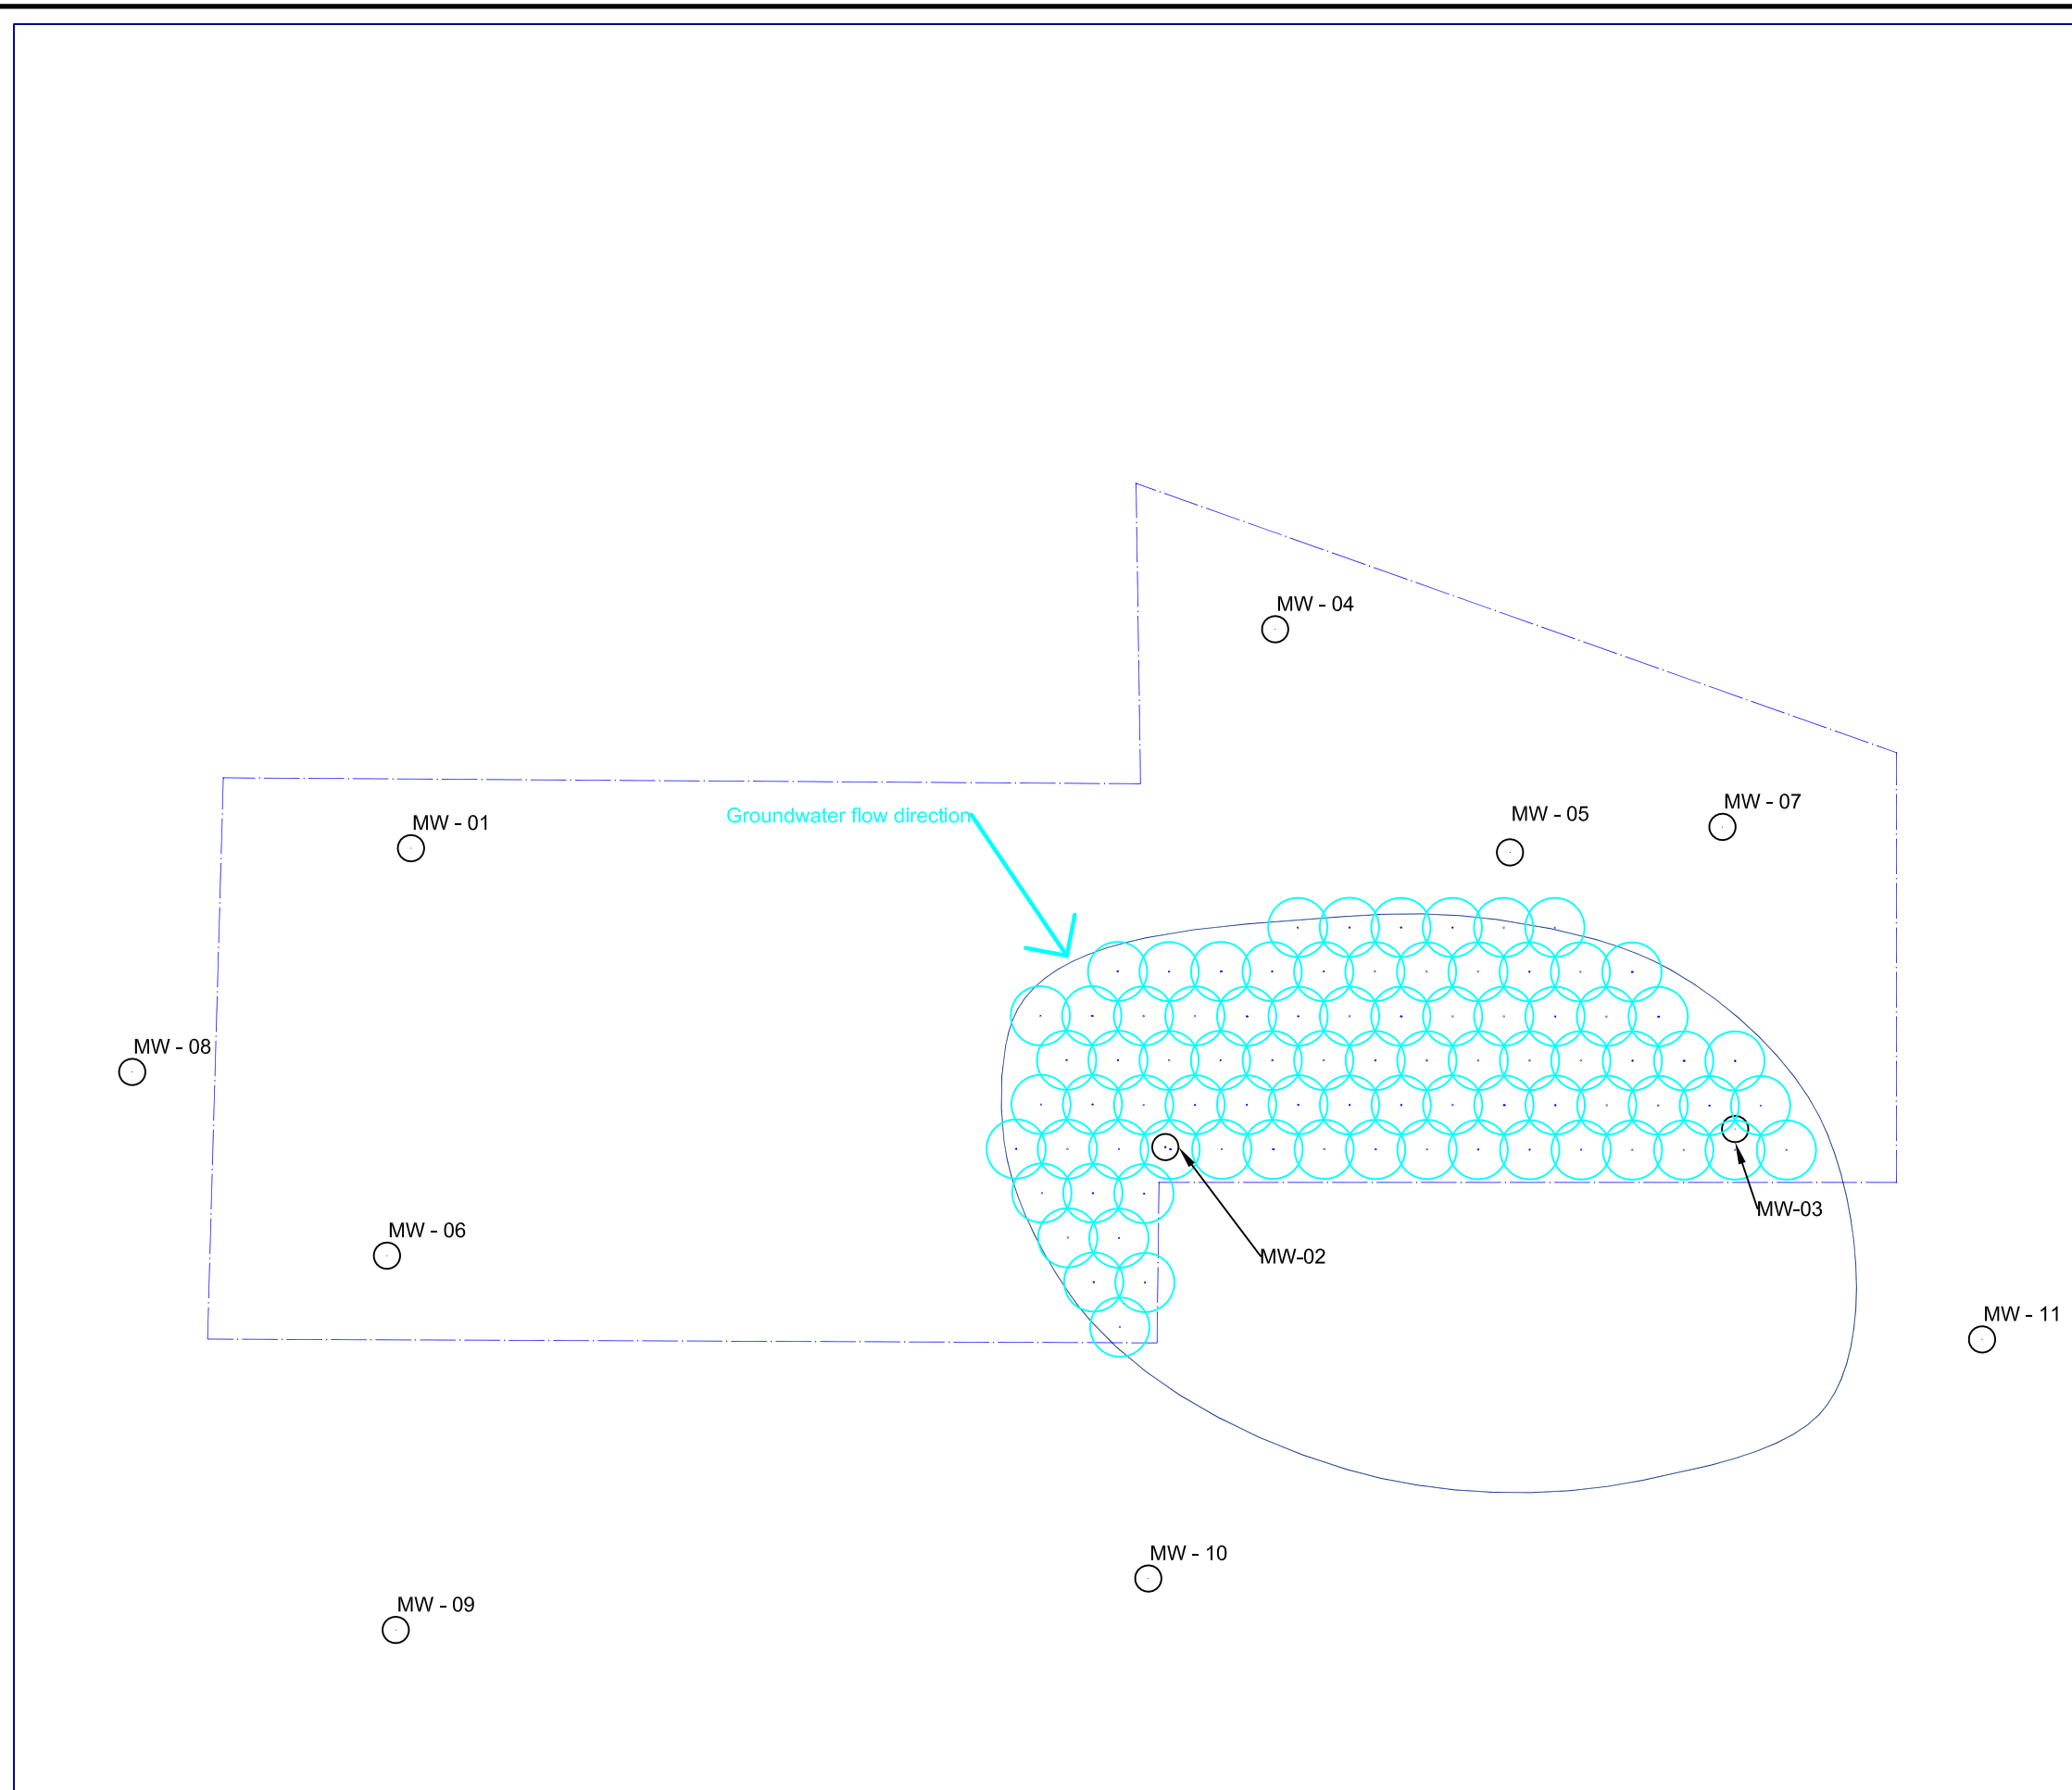 MW - 04
MW - 07
MW - 05
Groundwater flow direction
MW - 01
MW - 08
MW-03
MW - 06
MW-02
MW - 11
MW - 10
MW - 09